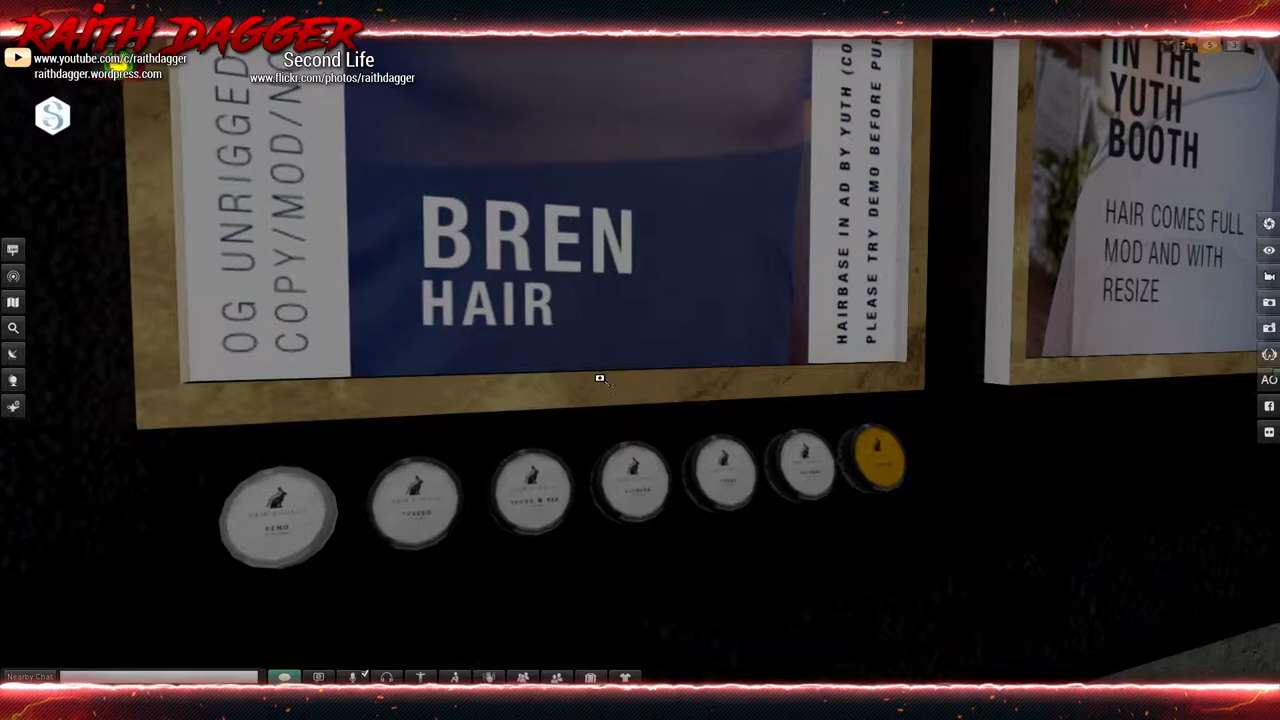 RAITH DAGGER
www.youtube.com/c/raithdagger
raithdagger.wordpress.com
Second Life
www.flickr.com/photos/raithdagger
OG UNRIGGED
COPY/MOD/
BREN
HAIR
HAIRBASE IN AD BY YUTH (CO
PLEASE TRY DEMO BEFORE PUR
IN THE
YUTH
BOOTH
HAIR COMES FULL
MOD AND WITH
RESIZE
DEMO
AO
Nearby Chat